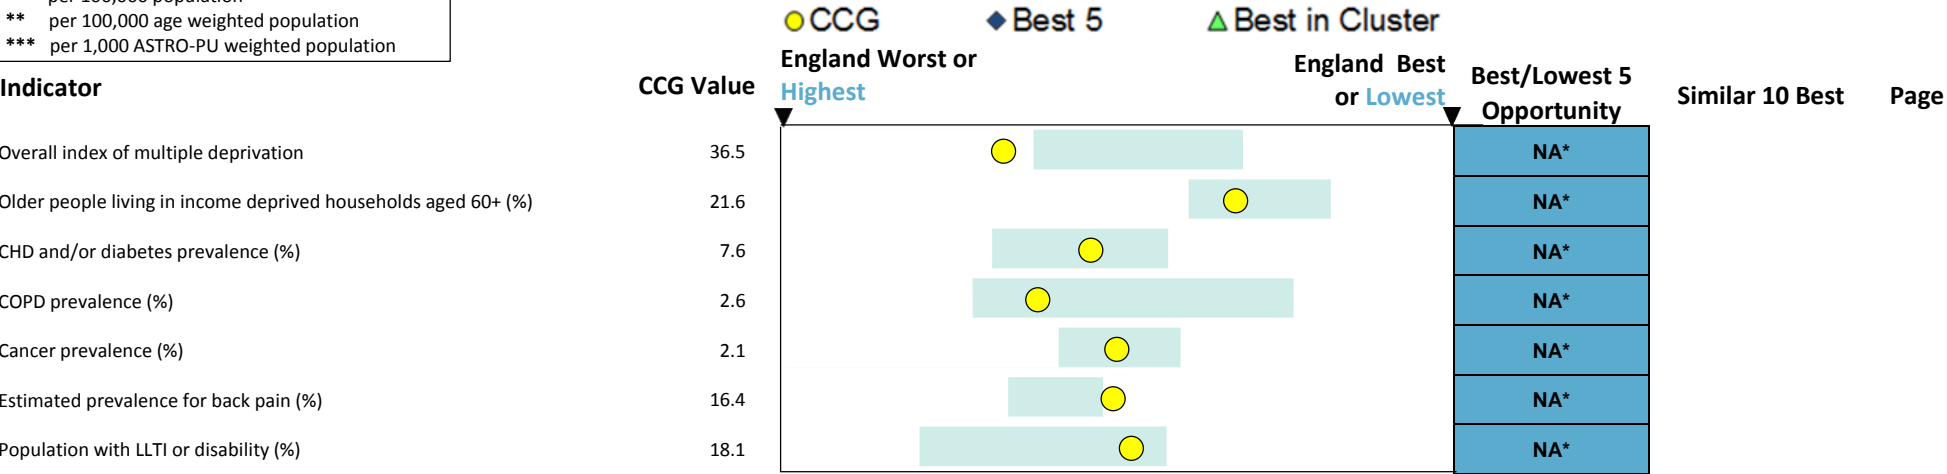 per 100,000 population
** per 100,000 age weighted population
*** per 1,000 ASTRO-PU weighted population
CCG Best 5 Best in Cluster
Indicator CCG Value England Worst or Highest England Best or Lowest Best/Lowest 5 Opportunity Similar 10 Best Page
Overall index of multiple deprivation 36.5 NA*
Older people living in income deprived households aged 60+ (%) 21.6 NA*
CHD and/or diabetes prevalence (%) 7.6 NA*
COPD prevalence (%) 2.6 NA*
Cancer prevalence (%) 2.1 NA*
Estimated prevalence for back pain (%) 16.4 NA*
Population with LLTI or disability (%) 18.1 NA*